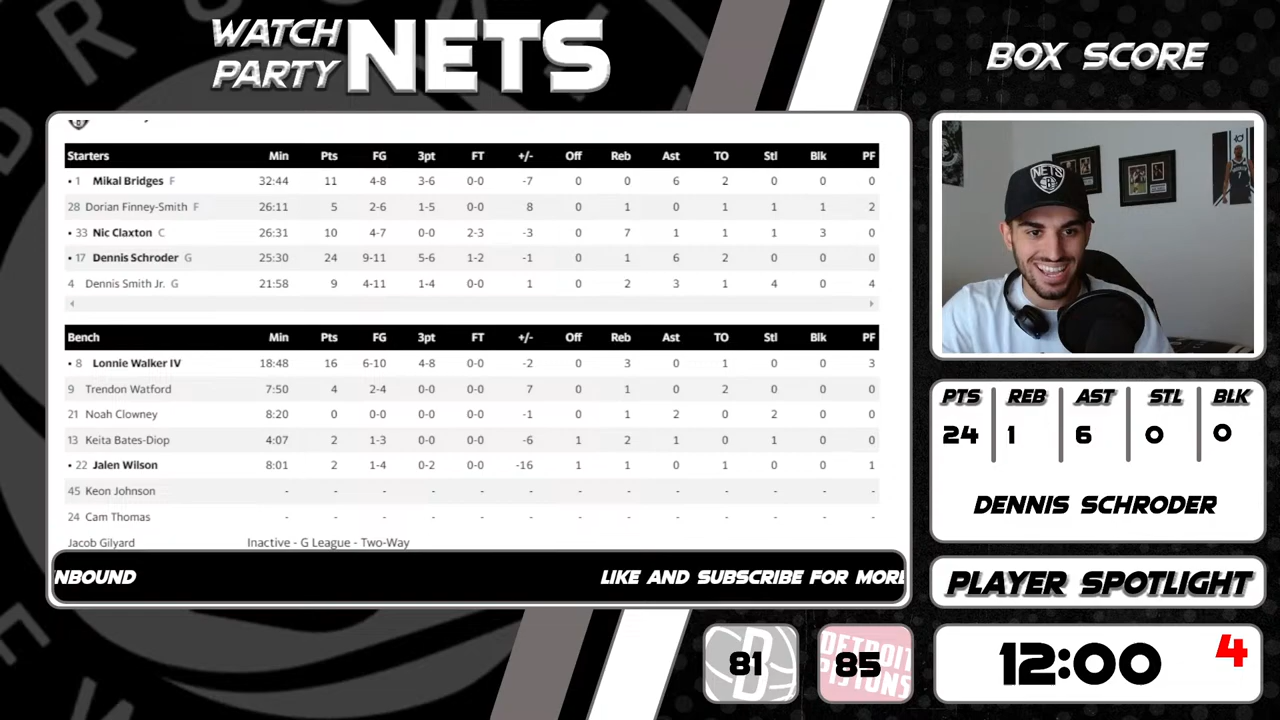 WATCH PARTY NETS
BOX SCORE
Starters Min Pts FG 3pt FT +/- Off Reb Ast TO Stl Blk PF
• 1 Mikal Bridges F 32:44 11 4-8 3-6 0-0 -7 0 0 6 2 0 0 0
28 Dorian Finney-Smith F 26:11 5 2-6 1-5 0-0 8 0 1 0 1 1 1 2
• 33 Nic Claxton C 26:31 10 4-7 0-0 2-3 -3 0 7 1 1 1 3 0
• 17 Dennis Schroder G 25:30 24 9-11 5-6 1-2 -1 0 1 6 2 0 0 0
4 Dennis Smith Jr. G 21:58 9 4-11 1-4 0-0 1 0 2 3 1 4 0 4
Bench Min Pts FG 3pt FT +/- Off Reb Ast TO Stl Blk PF
• 8 Lonnie Walker IV 18:48 16 6-10 4-8 0-0 -2 0 3 0 1 0 0 3
9 Trendon Watford 7:50 4 2-4 0-0 0-0 7 0 1 0 2 0 0 0
21 Noah Clowney 8:20 0 0-0 0-0 0-0 -1 0 1 2 0 2 0 0
13 Keita Bates-Diop 4:07 2 1-3 0-0 0-0 -6 1 2 1 0 1 0 0
• 22 Jalen Wilson 8:01 2 1-4 0-2 0-0 -16 1 1 0 1 0 0 1
45 Keon Johnson - - - - - - - - - - - - -
24 Cam Thomas - - - - - - - - - - - - -
Jacob Gilyard Inactive - G League - Two-Way
NBOUND LIKE AND SUBSCRIBE FOR MORE
NETS
PTS REB AST STL BLK
24 1 6 0 0
DENNIS SCHRODER
PLAYER SPOTLIGHT
81
DETROIT PISTONS
85
12:00 4